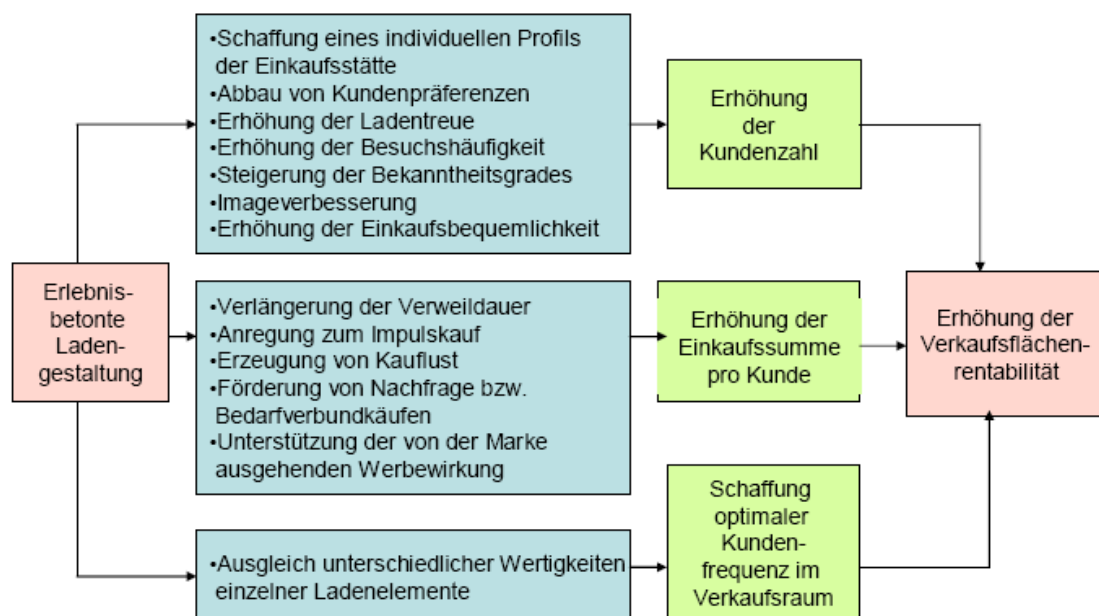 Erlebnis-
betonte
Laden-
gestaltung
•Schaffung eines individuellen Profils
der Einkaufsstätte
•Abbau von Kundenpräferenzen
•Erhöhung der Ladentreue
•Erhöhung der Besuchshäufigkeit
•Steigerung der Bekanntheitsgrades
•Imageverbesserung
•Erhöhung der Einkaufsbequemlichkeit
Erhöhung
der
Kundenzahl
•Verlängerung der Verweildauer
•Anregung zum Impulskauf
•Erzeugung von Kauflust
•Förderung von Nachfrage bzw.
Bedarfverbundkäufen
•Unterstützung der von der Marke
ausgehenden Werbewirkung
Erhöhung der
Einkaufssumme
pro Kunde
•Ausgleich unterschiedlicher Wertigkeiten
einzelner Ladenelemente
Schaffung
optimaler
Kunden-
frequenz im
Verkaufsraum
Erhöhung der
Verkaufsflächen-
rentabilität